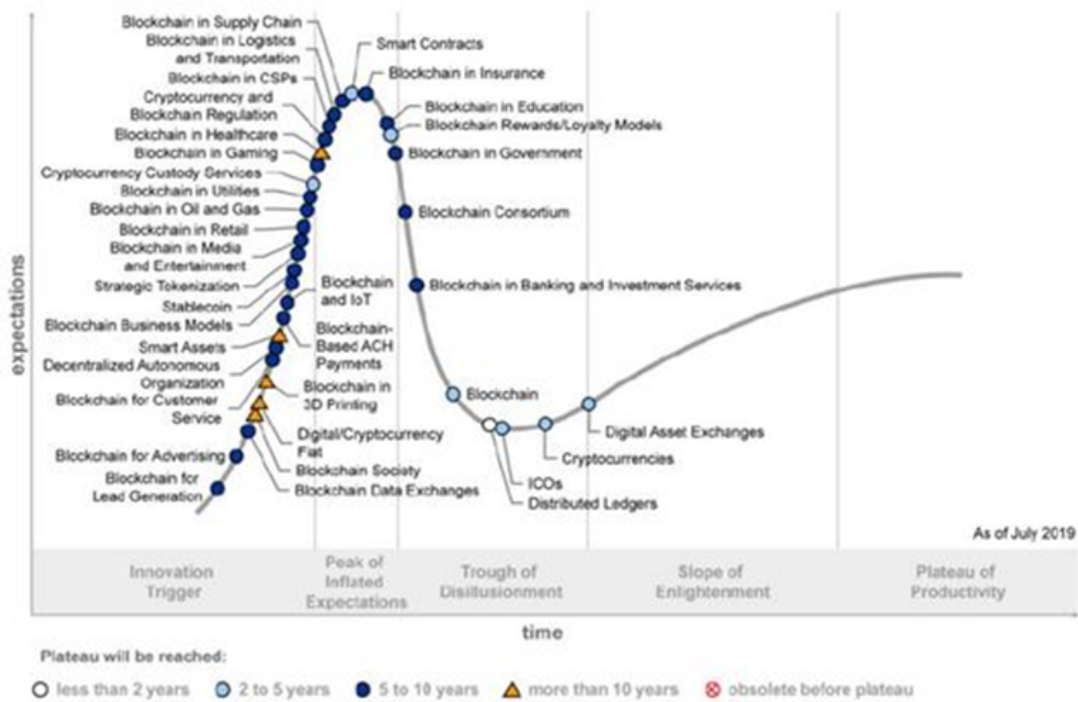 Blockchain in Supply Chain
Blockchain in Logistics
and Transportation
Blockchain in CSPs
Cryptocurrency and
Blockchain Regulation
Blockchain in Healthcare
Blockchain in Gaming
Cryptocurrency Custody Services
Blockchain in Utilities
Blockchain in Oil and Gas
Blockchain in Retail
Blockchain in Media
and Entertainment
Strategic Tokenization
Stablecoin
Blockchain Business Models
Smart Assets
Decentralized Autonomous
Organization
Blockchain for Customer
Service
Blockchain for Advertising
Blockchain for
Lead Generation
Smart Contracts
Blockchain in Insurance
Blockchain in Education
Blockchain Rewards/Loyalty Models
Blockchain in Government
Blockchain Consortium
Blockchain in Banking and Investment Services
Blockchain
and IoT
Blockchain-
Based ACH
Payments
Blockchain in
3D Printing
Digital/Cryptocurrency
Fiat
Blockchain Society
Blockchain Data Exchanges
Blockchain
Digital Asset Exchanges
Cryptocurrencies
ICOs
Distributed Ledgers
As of July 2019
expectations
Innovation
Trigger
Peak of
Inflated
Expectations
Trough of
Disillusionment
Slope of
Enlightenment
Plateau of
Productivity
time
Plateau will be reached:
less than 2 years
2 to 5 years
5 to 10 years
more than 10 years
obsolete before plateau